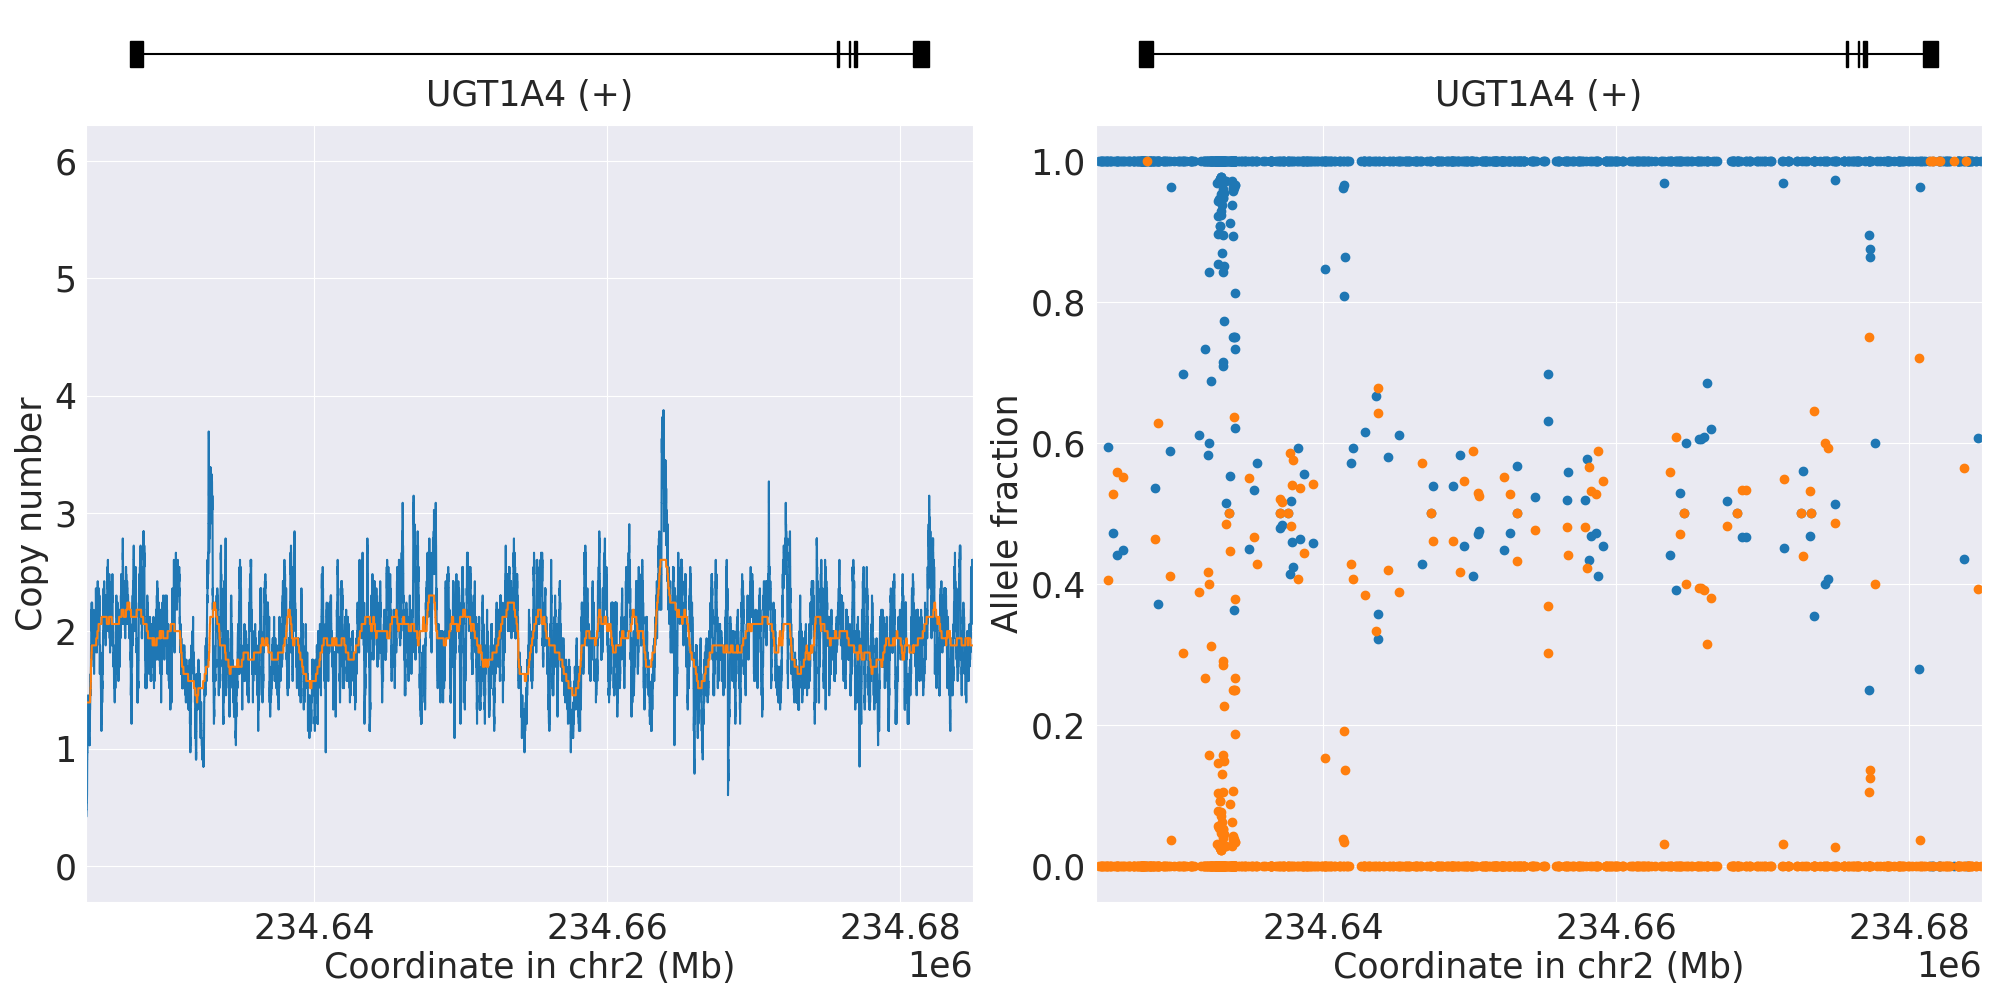 UGT1A4 (+)
6
5
4
3
2
1
0
Copy number
234.64
234.66
234.68
Coordinate in chr2 (Mb)
1e6
UGT1A4 (+)
1.0
0.8
0.6
0.4
0.2
0.0
Allele fraction
234.64
234.66
234.68
Coordinate in chr2 (Mb)
1e6